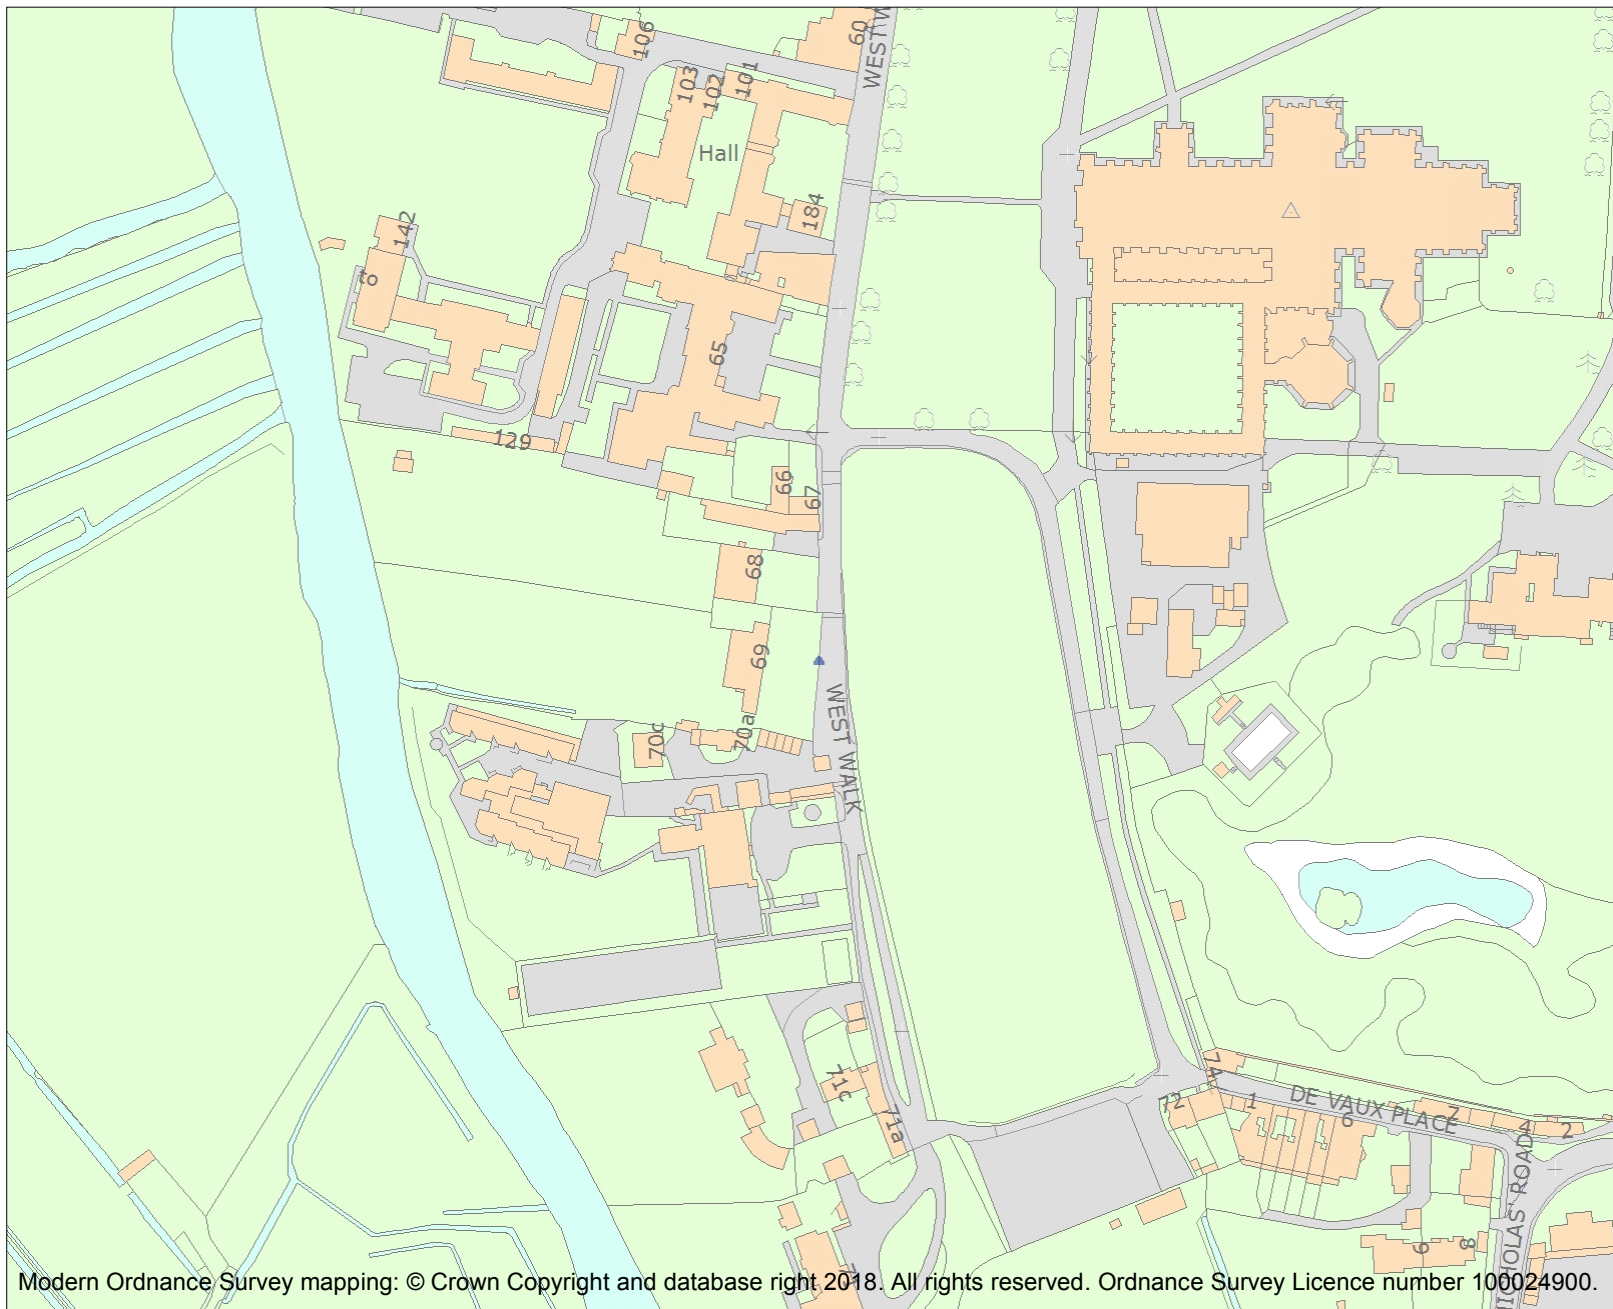 106
60
WEST W
103
102
101
Hall
184
142
6
65
129
66
67
68
69
70c
70a
WEST WALK
71c
71a
7A
72
1
DE VAUX PLACE
6
7
4
2
NICHOLAS' ROAD
9
8
Modern Ordnance Survey mapping: © Crown Copyright and database right 2018. All rights reserved. Ordnance Survey Licence number 100024900.